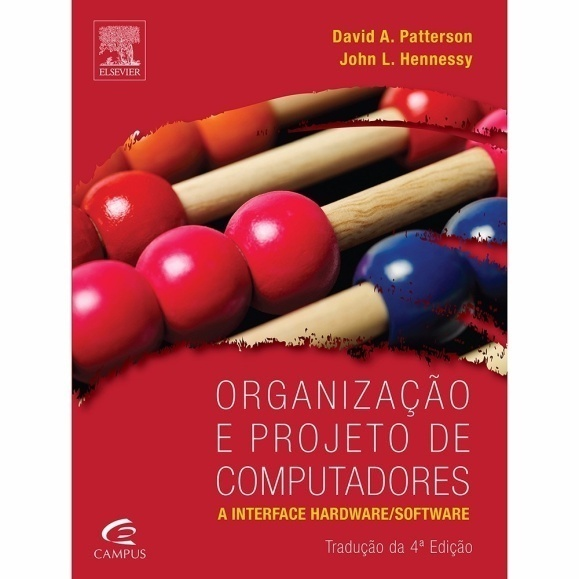 David A. Patterson
John L. Hennessy
ELSEVIER
ORGANIZAÇÃO
E PROJETO DE
COMPUTADORES
A INTERFACE HARDWARE/SOFTWARE
Tradução da 4ª Edição
CAMPUS